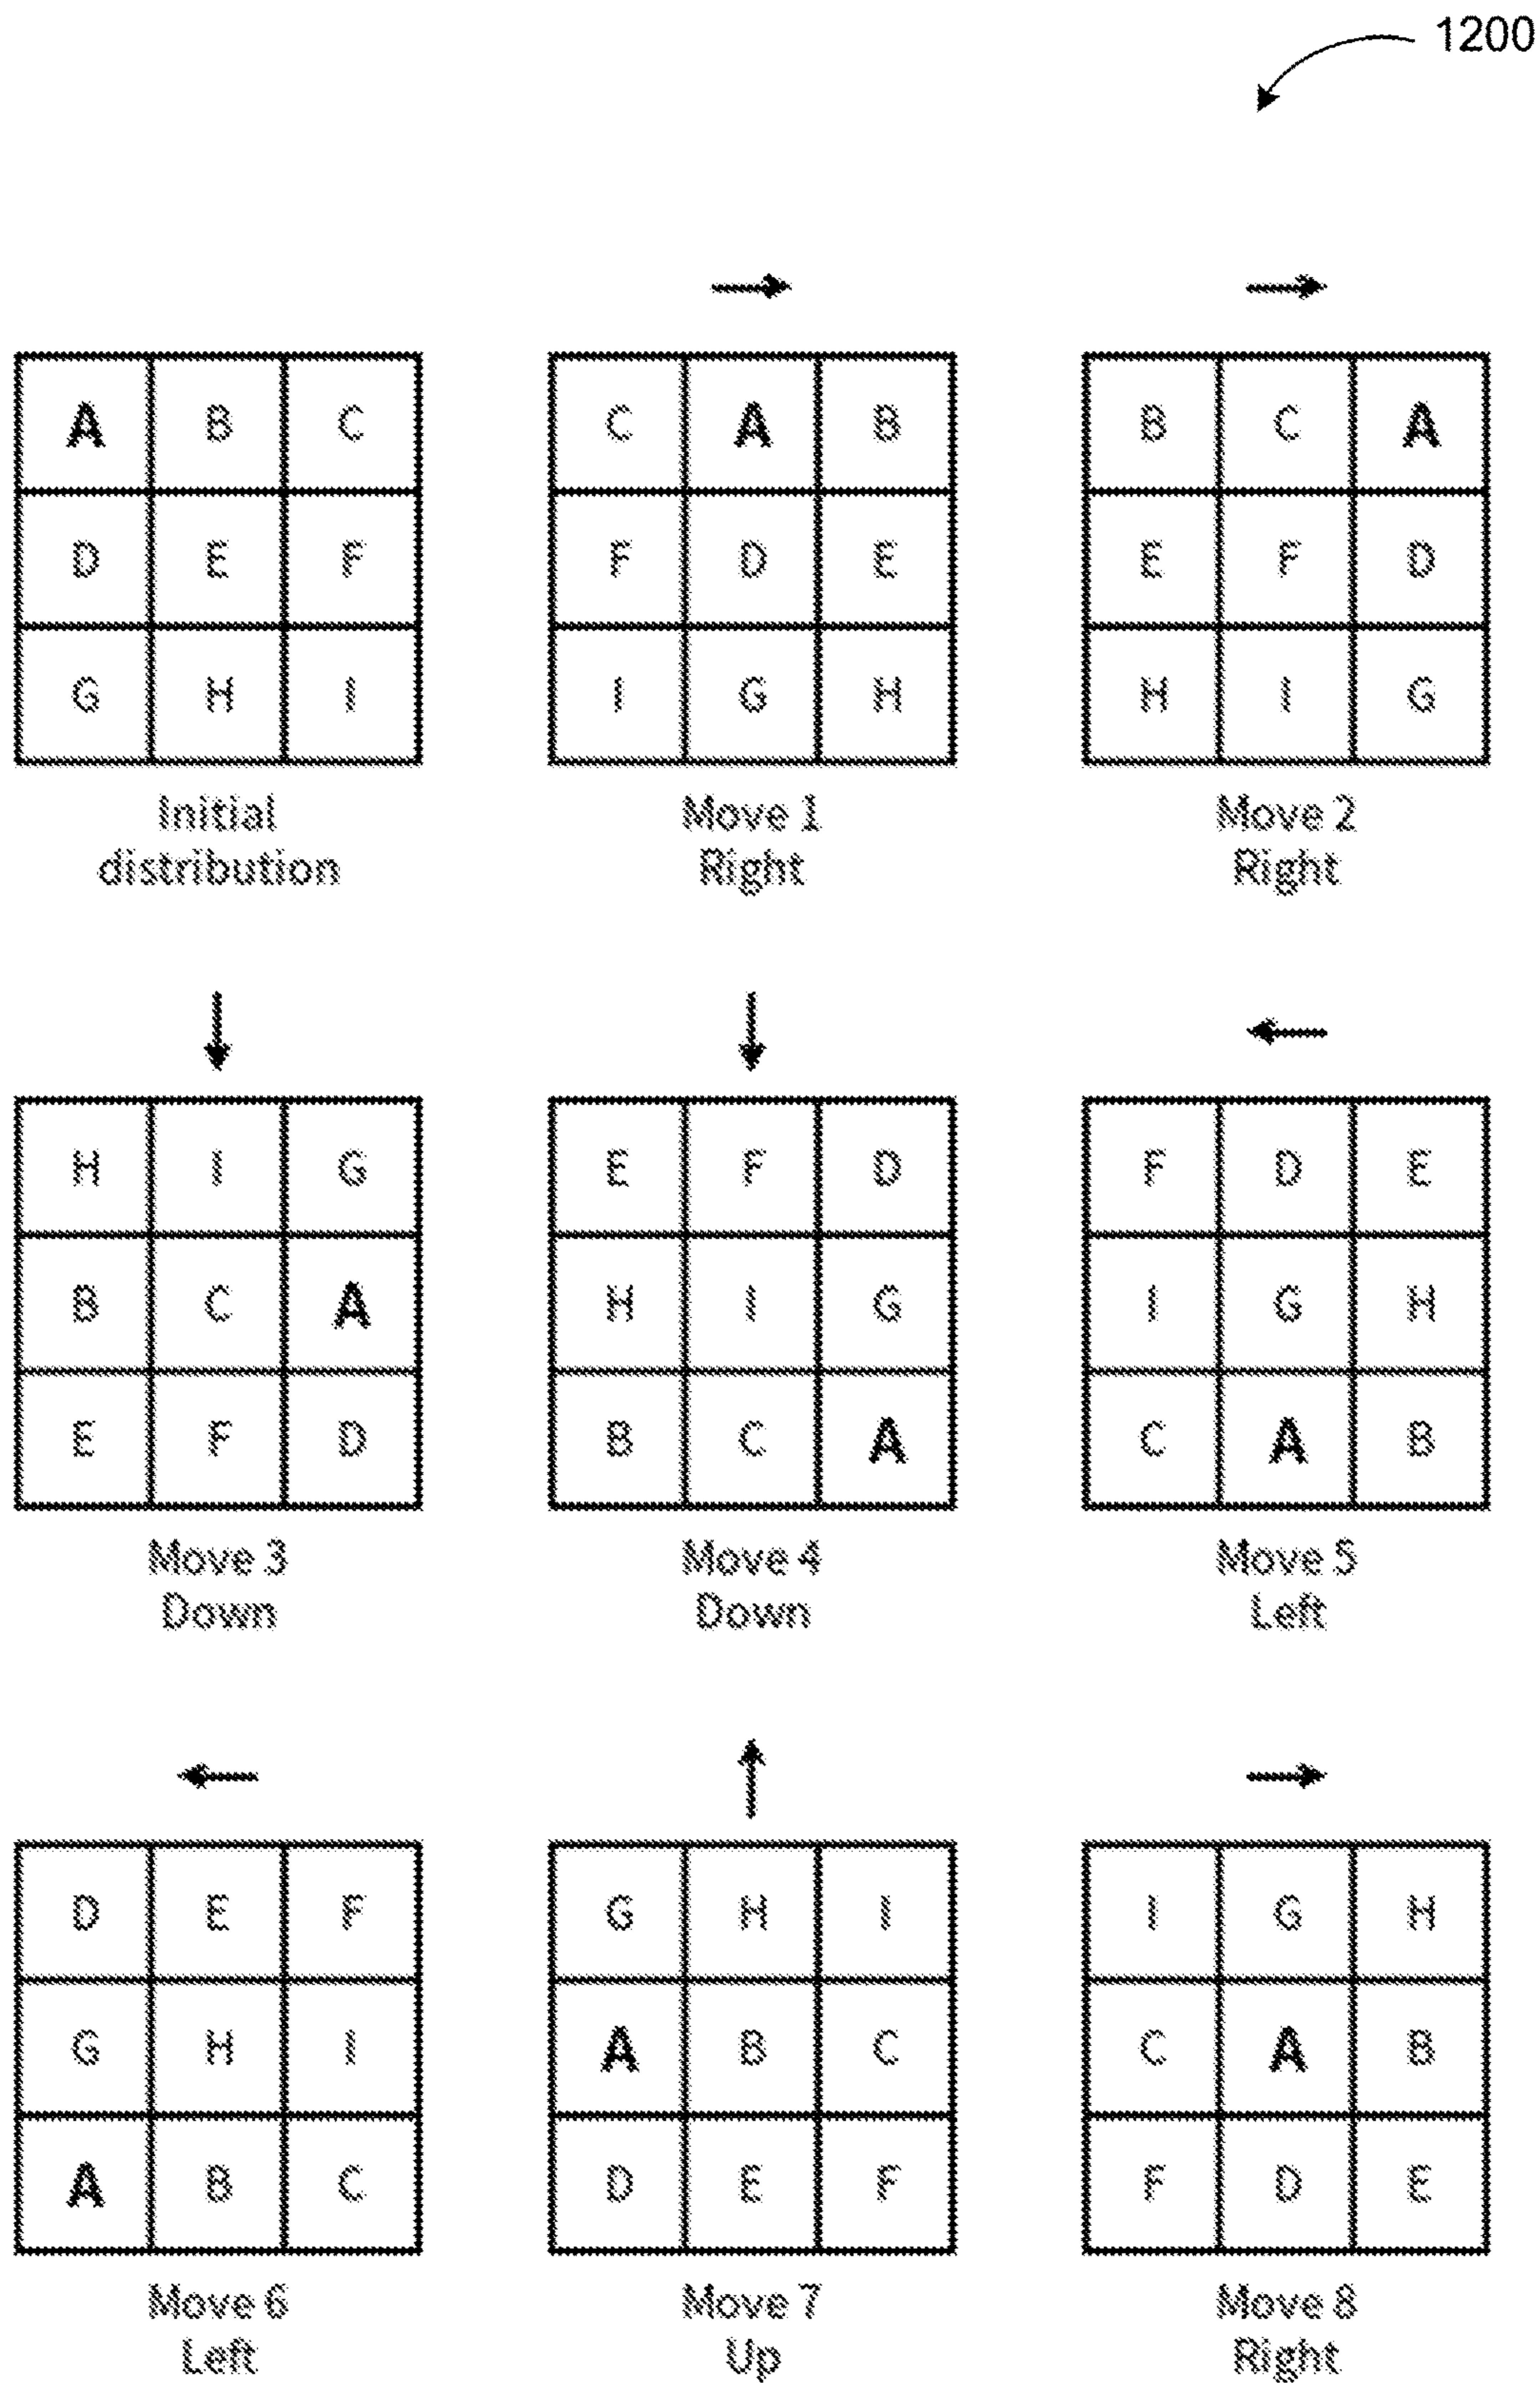 1200
A B C C A B B C A
D E F F D E E F D
G H I I G H H I G
Initial Move 1 Move 2
distribution Right Right
H I G E F D F D E
B C A H I G I G H
E F D B C A C A B
Move 3 Move 4 Move 5
Down Down Left
D E F G H I I G H
G H I A B C C A B
A B C D E F F D E
Move 6 Move 7 Move 8
Left Up Right